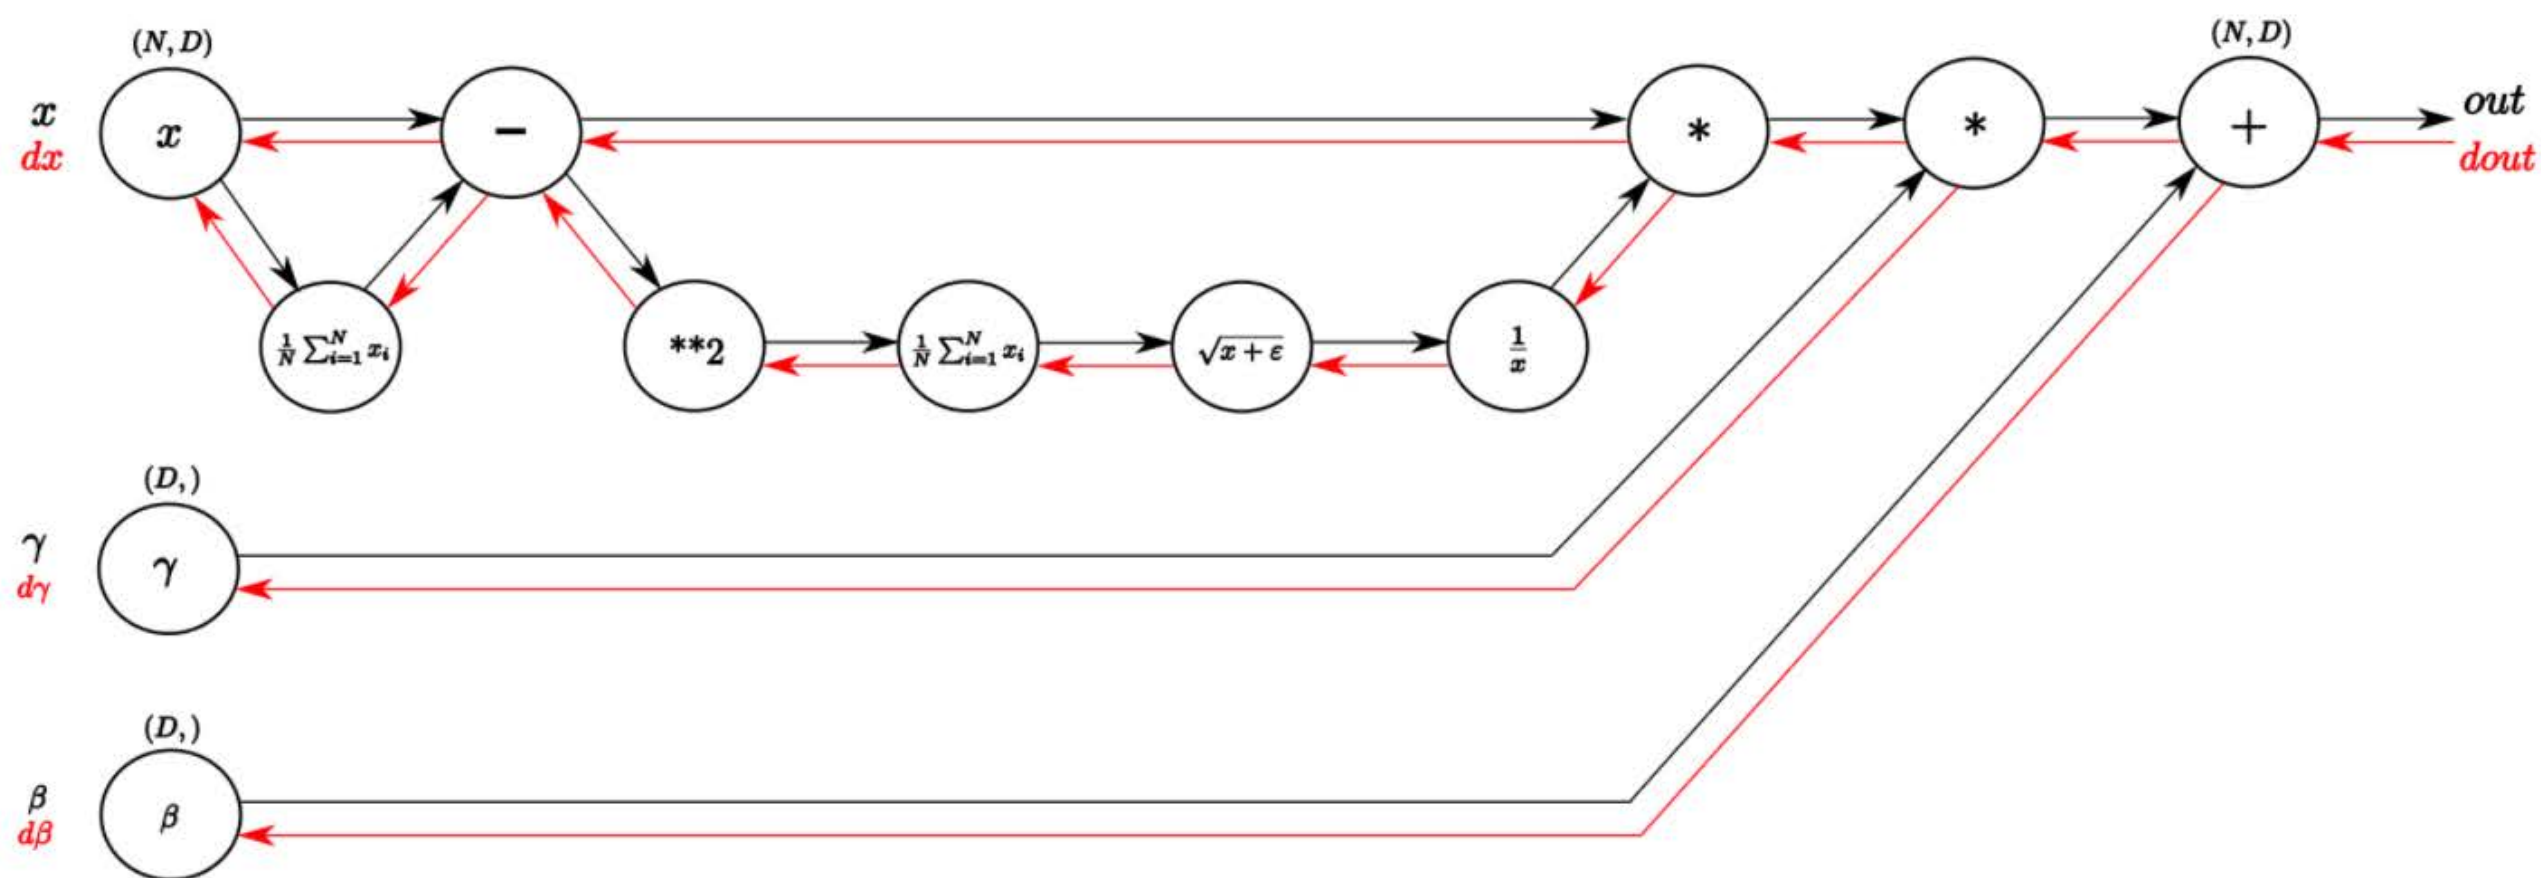 (N, D)
(N, D)
x
dx
x
−
*
*
+
out
dout
1/N ∑_{i=1}^{N} x_i
**2
1/N ∑_{i=1}^{N} x_i
√(x + ε)
1/x
(D,)
γ
dγ
γ
(D,)
β
dβ
β